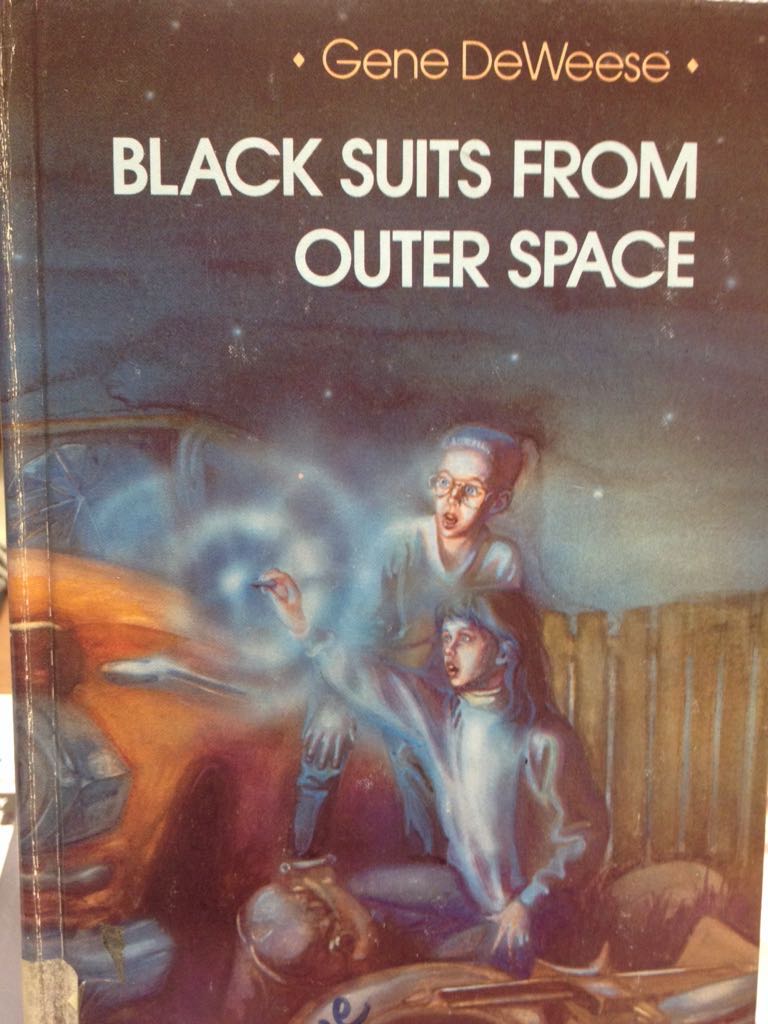 Gene DeWeese
BLACK SUITS FROM
OUTER SPACE